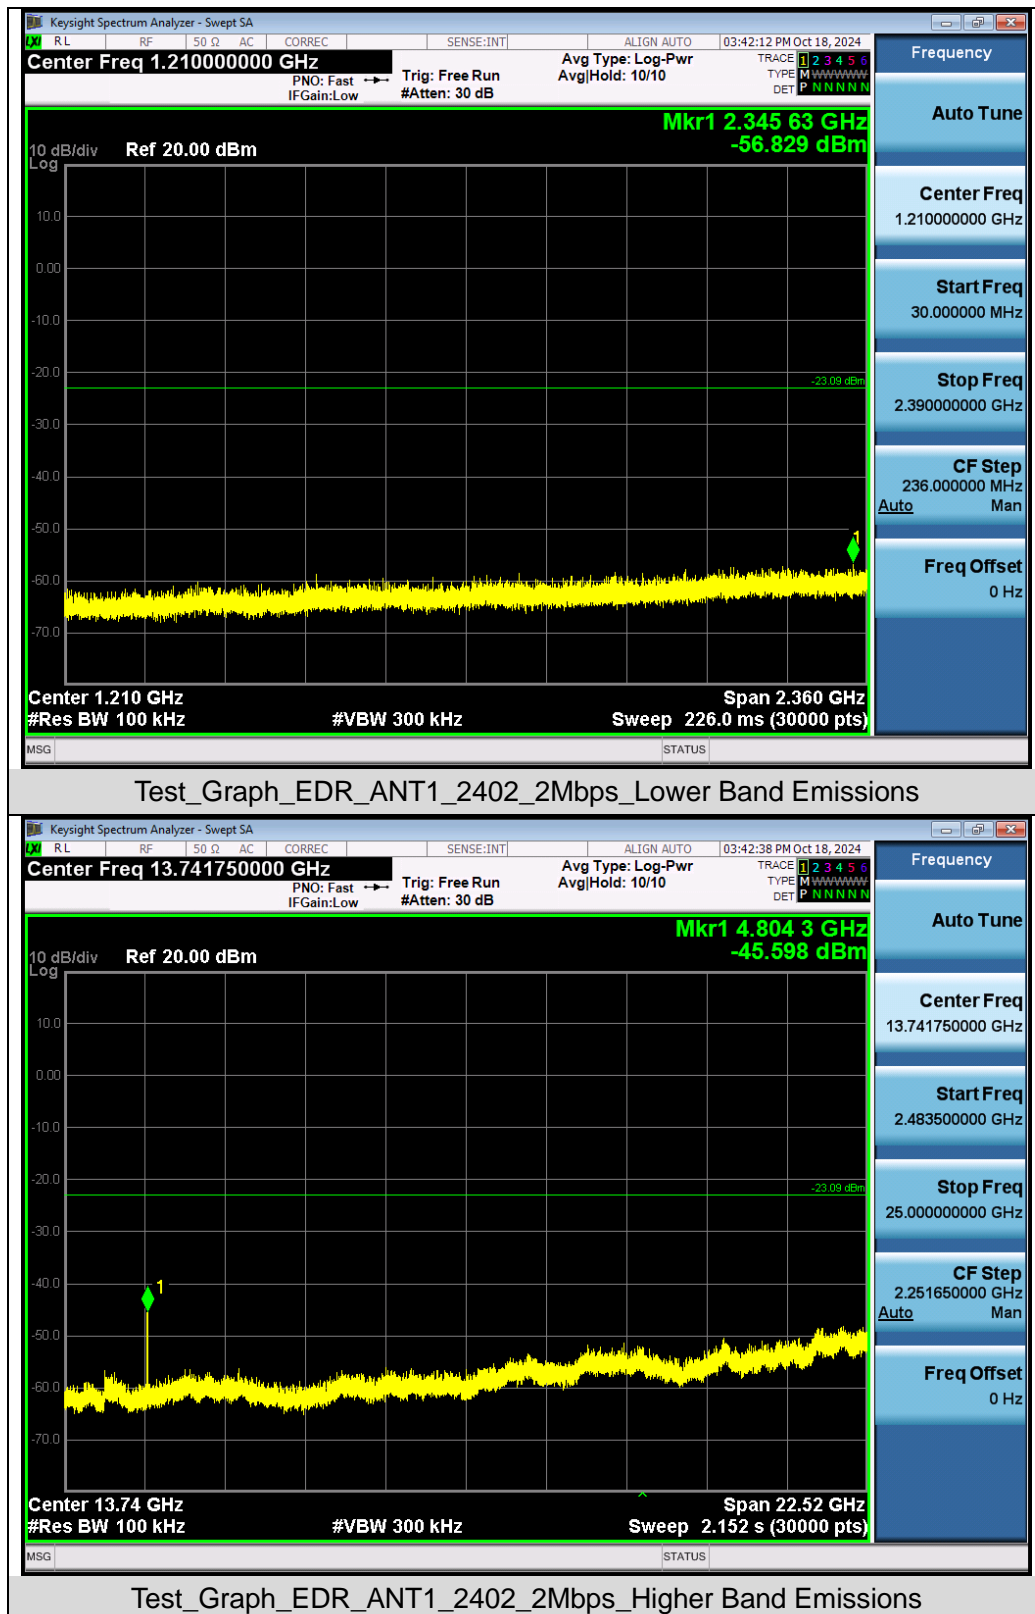 Keysight Spectrum Analyzer - Swept SA
LXI RL RF 50 Ω AC CORREC SENSE:INT ALIGN AUTO 03:42:12 PM Oct 18, 2024
Center Freq 1.210000000 GHz
PNO: Fast Trig: Free Run Avg Type: Log-Pwr TRACE 1 2 3 4 5 6
IFGain:Low #Atten: 30 dB Avg|Hold: 10/10 TYPE M WWWWW
DET P N N N N N
Mkr1 2.345 63 GHz
-56.829 dBm
10 dB/div Ref 20.00 dBm
Log
10.0
0.00
-10.0
-20.0
-23.09 dBm
-30.0
-40.0
-50.0
1
-60.0
-70.0
Center 1.210 GHz Span 2.360 GHz
#Res BW 100 kHz #VBW 300 kHz Sweep 226.0 ms (30000 pts)
MSG STATUS
Frequency
Auto Tune
Center Freq
1.210000000 GHz
Start Freq
30.000000 MHz
Stop Freq
2.390000000 GHz
CF Step
236.000000 MHz
Auto Man
Freq Offset
0 Hz
Test_Graph_EDR_ANT1_2402_2Mbps_Lower Band Emissions
Keysight Spectrum Analyzer - Swept SA
LXI RL RF 50 Ω AC CORREC SENSE:INT ALIGN AUTO 03:42:38 PM Oct 18, 2024
Center Freq 13.741750000 GHz
PNO: Fast Trig: Free Run Avg Type: Log-Pwr TRACE 1 2 3 4 5 6
IFGain:Low #Atten: 30 dB Avg|Hold: 10/10 TYPE M WWWWW
DET P N N N N N
Mkr1 4.804 3 GHz
-45.598 dBm
10 dB/div Ref 20.00 dBm
Log
10.0
0.00
-10.0
-20.0
-23.09 dBm
-30.0
-40.0
1
-50.0
-60.0
-70.0
Center 13.74 GHz Span 22.52 GHz
#Res BW 100 kHz #VBW 300 kHz Sweep 2.152 s (30000 pts)
MSG STATUS
Frequency
Auto Tune
Center Freq
13.741750000 GHz
Start Freq
2.483500000 GHz
Stop Freq
25.000000000 GHz
CF Step
2.251650000 GHz
Auto Man
Freq Offset
0 Hz
Test_Graph_EDR_ANT1_2402_2Mbps_Higher Band Emissions